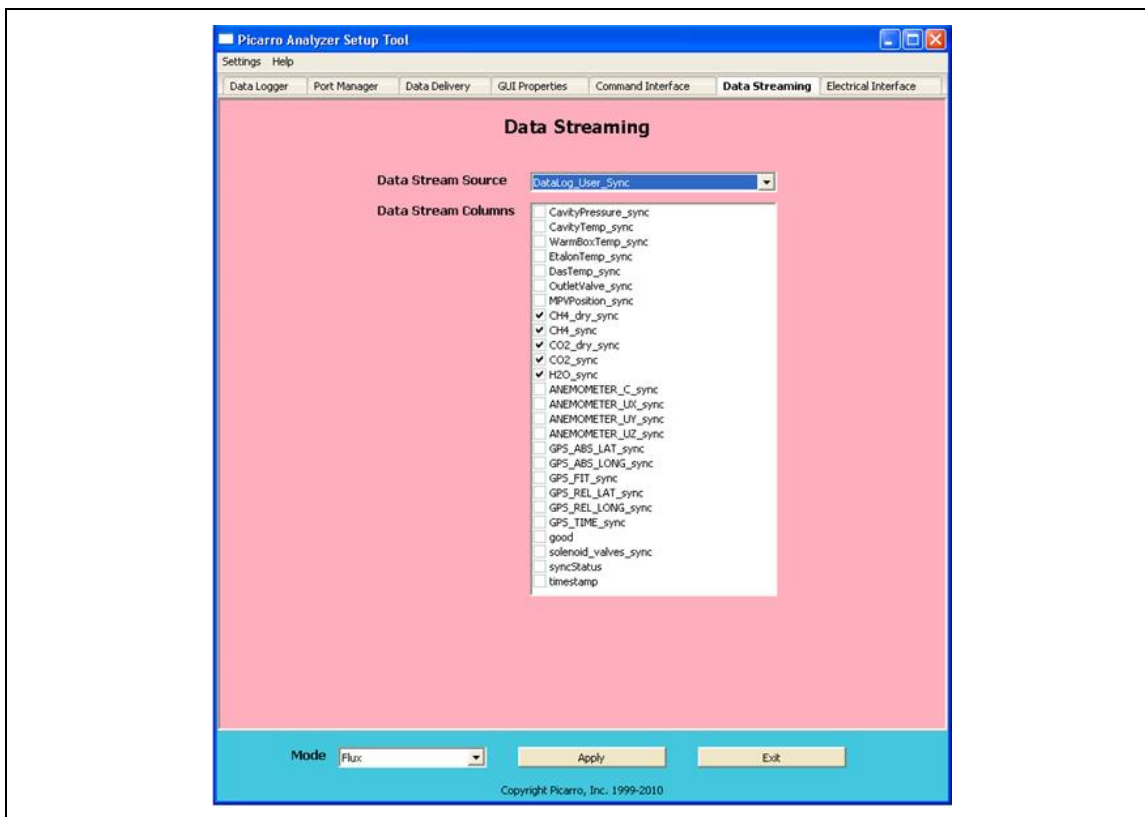 Picarro Analyzer Setup Tool
Settings Help
Data Logger Port Manager Data Delivery GUI Properties Command Interface Data Streaming Electrical Interface
Data Streaming
Data Stream Source DataLog_User_Sync
Data Stream Columns
CavityPressure_sync
CavityTemp_sync
WarmBoxTemp_sync
EtalonTemp_sync
DasTemp_sync
OutletValve_sync
MPVPosition_sync
CH4_dry_sync
CH4_sync
CO2_dry_sync
CO2_sync
H2O_sync
ANEMOMETER_C_sync
ANEMOMETER_UX_sync
ANEMOMETER_UY_sync
ANEMOMETER_UZ_sync
GPS_ABS_LAT_sync
GPS_ABS_LONG_sync
GPS_FIT_sync
GPS_REL_LAT_sync
GPS_REL_LONG_sync
GPS_TIME_sync
good
solenoid_valves_sync
syncStatus
timestamp
Mode Flux Apply Exit
Copyright Picarro, Inc. 1999-2010